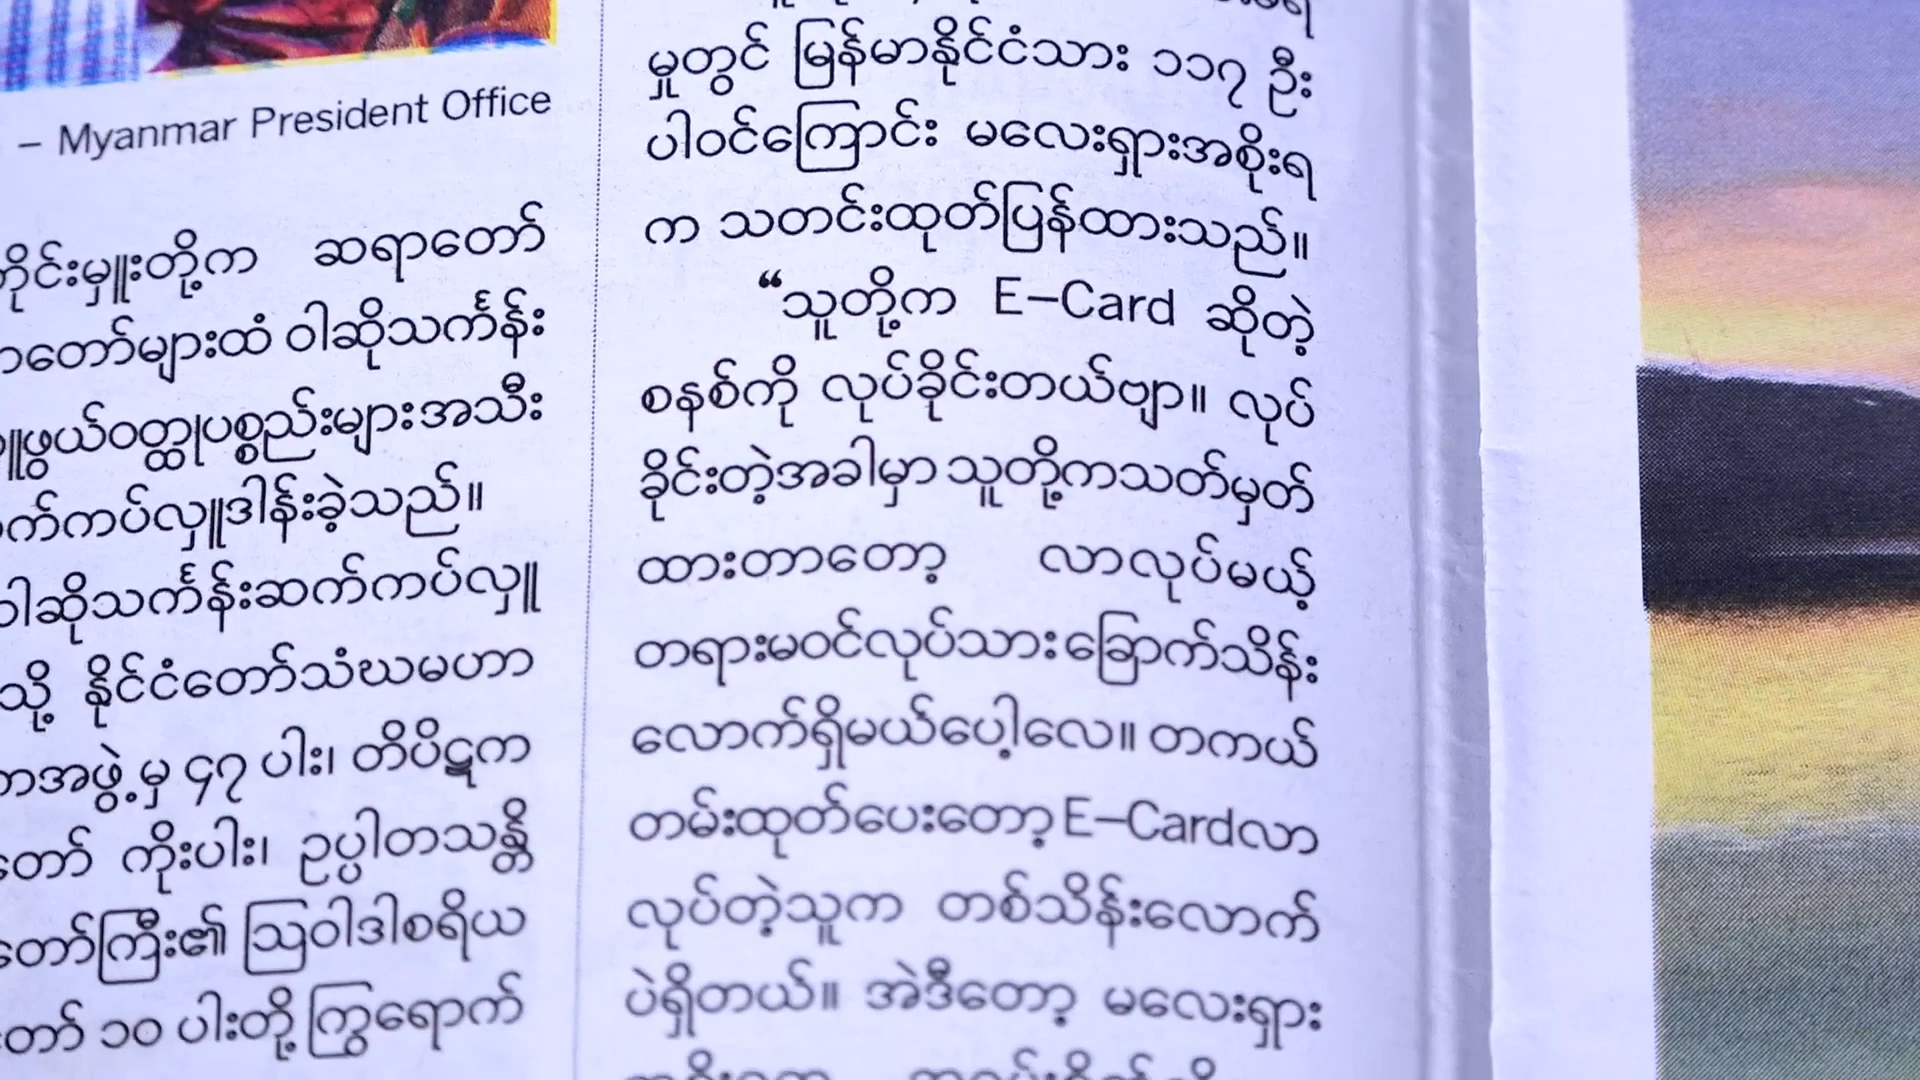 – Myanmar President Office
တိုင်းမှူးတို့က ဆရာတော်
တော်များထံ ဝါဆိုသင်္ကန်း
ဖွယ်ဝတ္ထုပစ္စည်းများအသီး
က်ကပ်လှူဒါန်းခဲ့သည်။
ဝါဆိုသင်္ကန်းဆက်ကပ်လှူ
သို့ နိုင်ငံတော်သံဃမဟာ
အဖွဲ့မှ ၄၇ ပါး၊ တိပိဋက
တော် ကိုးပါး၊ ဥပ္ပါတသန္တိ
တော်ကြီး၏ ဩဝါဒါစရိယ
တော် ၁၀ ပါးတို့ ကြွရောက်
မှုတွင် မြန်မာနိုင်ငံသား ၁၁၇ ဦး
ပါဝင်ကြောင်း မလေးရှားအစိုးရ
က သတင်းထုတ်ပြန်ထားသည်။
“သူတို့က E–Card ဆိုတဲ့
စနစ်ကို လုပ်ခိုင်းတယ်ဗျာ။ လုပ်
ခိုင်းတဲ့အခါမှာ သူတို့ကသတ်မှတ်
ထားတာတော့ လာလုပ်မယ့်
တရားမဝင်လုပ်သား ခြောက်သိန်း
လောက်ရှိမယ်ပေါ့လေ။ တကယ်
တမ်းထုတ်ပေးတော့ E–Cardလာ
လုပ်တဲ့သူက တစ်သိန်းလောက်
ပဲရှိတယ်။ အဲဒီတော့ မလေးရှား